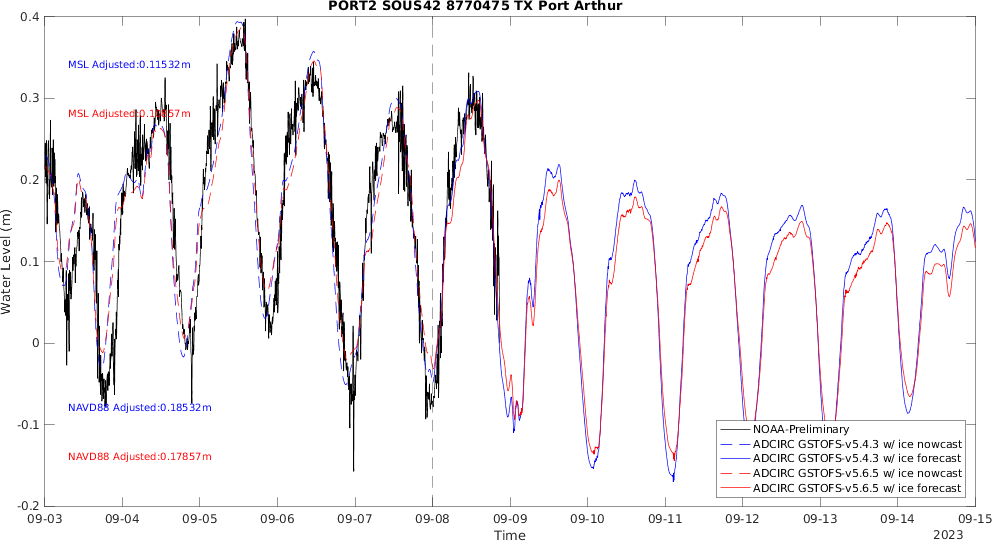 PORT2 SOUS42 8770475 TX Port Arthur
0.4
0.3
0.2
0.1
0
-0.1
-0.2
Water Level (m)
MSL Adjusted:0.11532m
MSL Adjusted:
NAVD88 Adjusted:0.18532m
NAVD88 Adjusted:0.17857m
NOAA-Preliminary
ADCIRC GSTOFS-v5.4.3 w/ ice nowcast
ADCIRC GSTOFS-v5.4.3 w/ ice forecast
ADCIRC GSTOFS-v5.6.5 w/ ice nowcast
ADCIRC GSTOFS-v5.6.5 w/ ice forecast
09-03 09-04 09-05 09-06 09-07 09-08 09-09 09-10 09-11 09-12 09-13 09-14 09-15
Time
2023